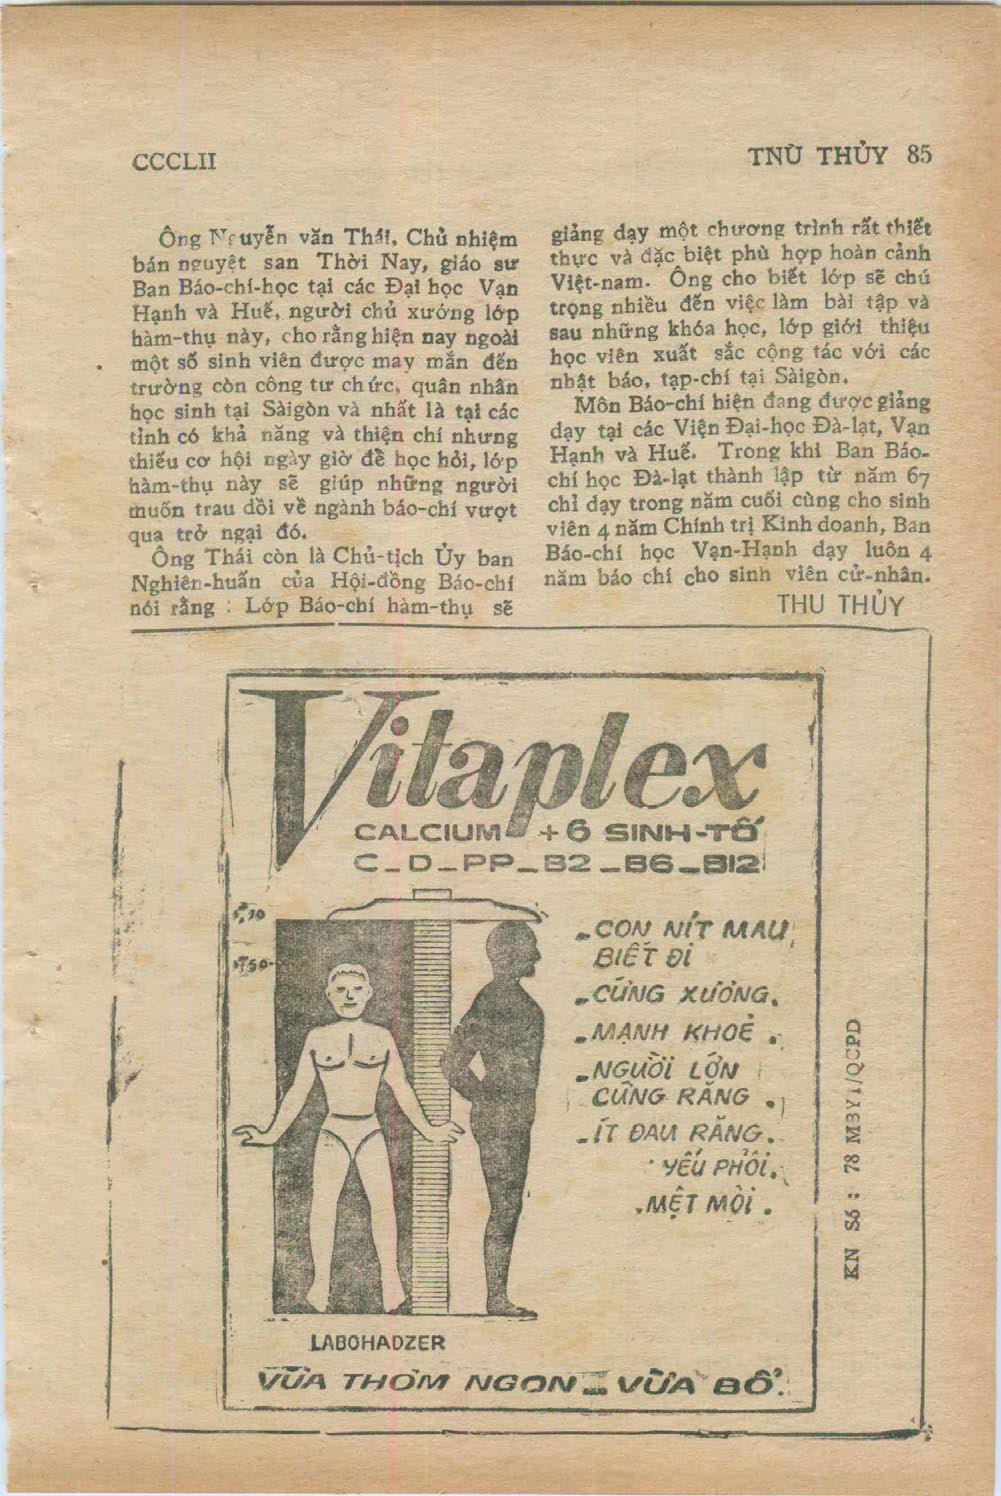 CCCLII
TNÙ THỦY 85
Ông Nguyễn văn Thái, Chủ nhiệm
bán nguyệt san Thời Nay, giáo sư
Ban Báo-chí-học tại các Đại học Vạn
Hạnh và Huế, người chủ xướng lớp
hàm-thụ này, cho rằng hiện nay ngoài
một số sinh viên được may mắn đến
trường còn công tư chức, quân nhân
học sinh tại Sàigòn và nhất là tại các
tỉnh có khả năng và thiện chí nhưng
thiếu cơ hội ngày giờ để học hỏi, lớp
hàm-thụ này sẽ giúp những người
muốn trau dồi về ngành báo-chí vượt
qua trở ngại đó.
Ông Thái còn là Chủ-tịch Ủy ban
Nghiên-huấn của Hội-đồng Báo-chí
nói rằng : Lớp Báo-chí hàm-thụ sẽ
giảng dạy một chương trình rất thiết
thực và đặc biệt phù hợp hoàn cảnh
Việt-nam. Ông cho biết lớp sẽ chú
trọng nhiều đến việc làm bài tập và
sau những khóa học, lớp giới thiệu
học viên xuất sắc cộng tác với các
nhật báo, tạp-chí tại Sàigòn.
Môn Báo-chí hiện đang được giảng
dạy tại các Viện Đại-học Đà-lạt, Vạn
Hạnh và Huế. Trong khi Ban Báo-
chí học Đà-lạt thành lập từ năm 67
chỉ dạy trong năm cuối cùng cho sinh
viên 4 năm Chính trị Kinh doanh, Ban
Báo-chí học Vạn-Hạnh dạy luôn 4
năm báo chí cho sinh viên cử-nhân.
THU THỦY
Vitaplex
CALCIUM + 6 SINH-TỐ
C_D_PP_B2_B6_B12
1,70
1,50
_CON NÍT MAU
BIẾT ĐI
_CỨNG XƯƠNG.
_MẠNH KHOẺ.
_NGƯỜI LỚN
CỨNG RĂNG.
_ÍT ĐAU RĂNG.
YẾU PHỔI.
.MỆT MỎI.
KN Số : 78 MBYT/QCPD
LABOHADZER
VỪA THƠM NGON _ VỪA BỔ.